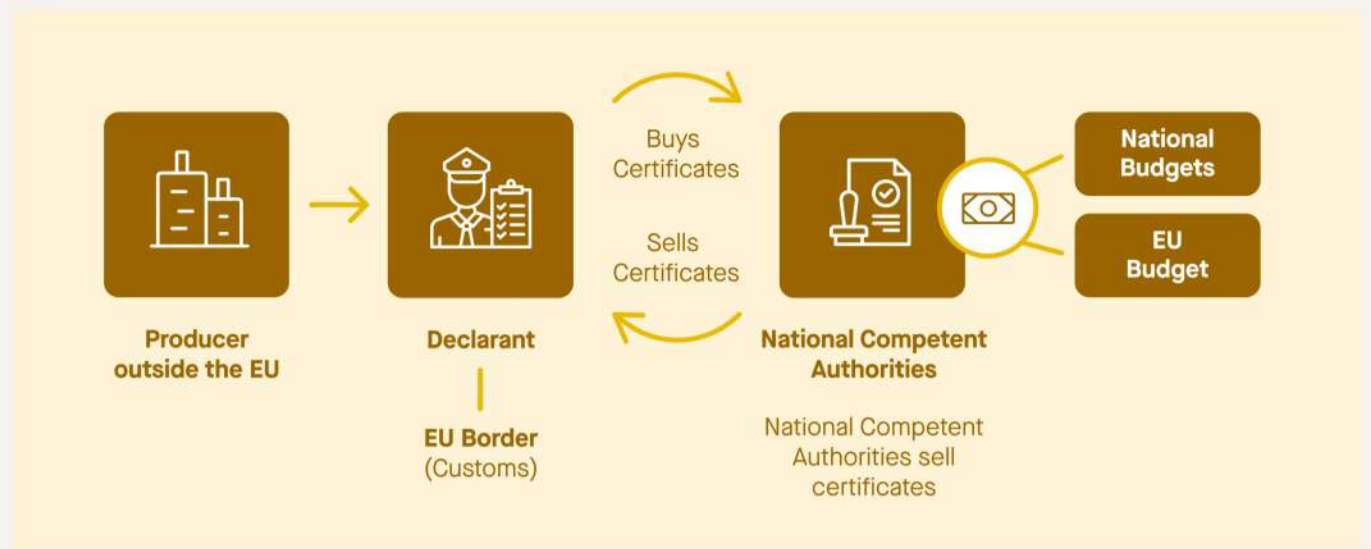 Producer
outside the EU
Declarant
EU Border
(Customs)
Buys
Certificates
Sells
Certificates
National Competent
Authorities
National Competent
Authorities sell
certificates
National
Budgets
EU
Budget